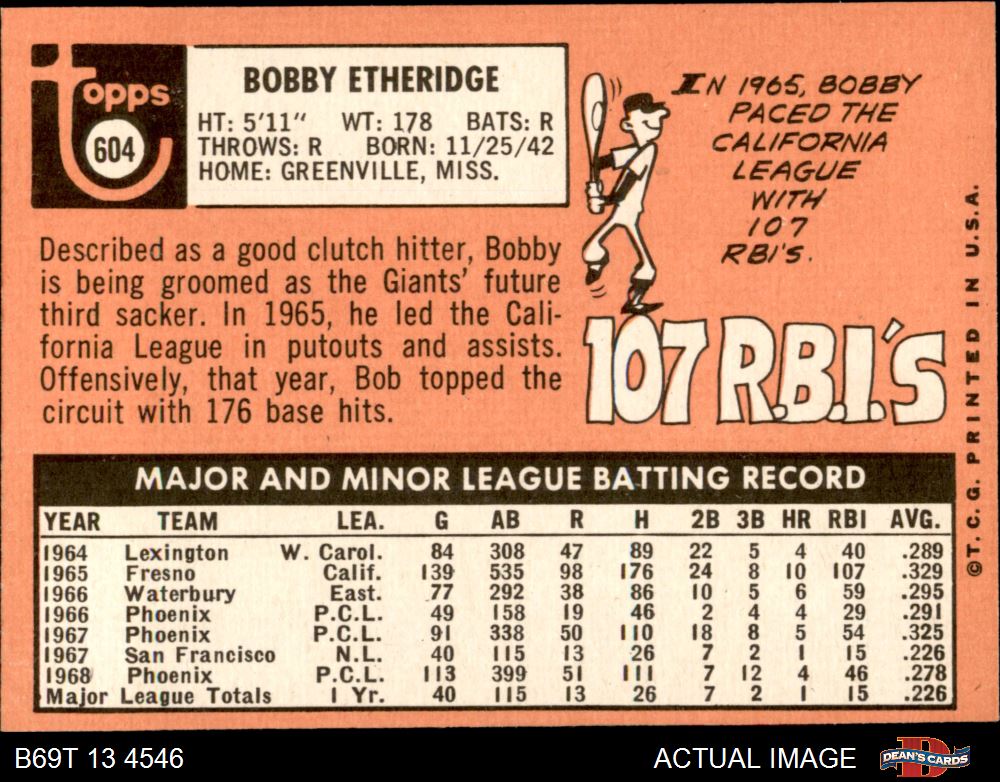 Topps
604
BOBBY ETHERIDGE
HT: 5'11" WT: 178 BATS: R
THROWS: R BORN: 11/25/42
HOME: GREENVILLE, MISS.
IN 1965, BOBBY
PACED THE
CALIFORNIA
LEAGUE
WITH
107
RBI'S.
Described as a good clutch hitter, Bobby
is being groomed as the Giants' future
third sacker. In 1965, he led the Cali-
fornia League in putouts and assists.
Offensively, that year, Bob topped the
circuit with 176 base hits.
107 R.B.I.'S
MAJOR AND MINOR LEAGUE BATTING RECORD
YEAR TEAM LEA. G AB R H 2B 3B HR RBI AVG.
1964 Lexington W. Carol. 84 308 47 89 22 5 4 40 .289
1965 Fresno Calif. 139 535 98 176 24 8 10 107 .329
1966 Waterbury East. 77 292 38 86 10 5 6 59 .295
1966 Phoenix P.C.L. 49 158 19 46 2 4 4 29 .291
1967 Phoenix P.C.L. 91 338 50 110 18 8 5 54 .325
1967 San Francisco N.L. 40 115 13 26 7 2 1 15 .226
1968 Phoenix P.C.L. 113 399 51 111 7 12 4 46 .278
Major League Totals 1 Yr. 40 115 13 26 7 2 1 15 .226
©T. C. G. PRINTED IN U.S.A.
B69T 13 4546
ACTUAL IMAGE
D
DEAN'S CARDS